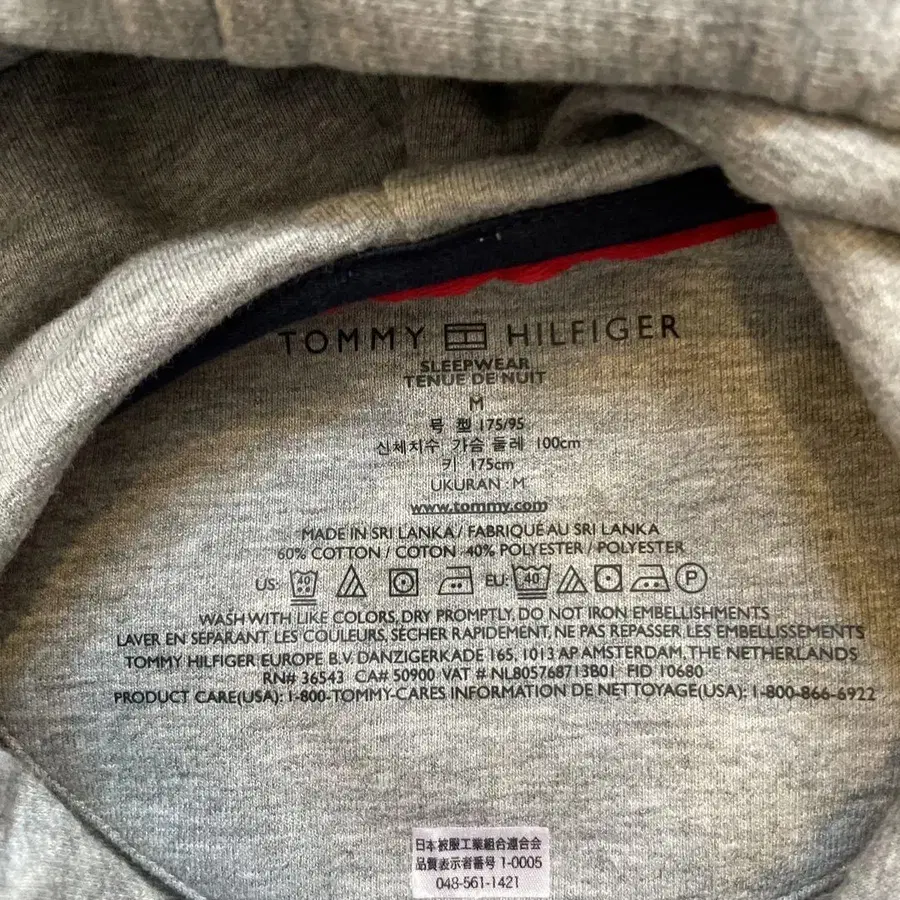 TOMMY HILFIGER
SLEEPWEAR
TENUE DE NUIT
M
号 型 175/95
신체치수 가슴 둘레 100cm
키 175cm
UKURAN : M
www.tommy.com
MADE IN SRI LANKA / FABRIQUÉ AU SRI LANKA
60% COTTON / COTON 40% POLYESTER / POLYESTER
US: 40 EU: 40 P
WASH WITH LIKE COLORS, DRY PROMPTLY, DO NOT IRON EMBELLISHMENTS
LAVER EN SÉPARANT LES COULEURS, SÉCHER RAPIDEMENT, NE PAS REPASSER LES EMBELLISSEMENTS
TOMMY HILFIGER EUROPE B.V. DANZIGERKADE 165, 1013 AP AMSTERDAM, THE NETHERLANDS
RN# 36543 CA# 50900 VAT # NL805768713B01 FID 10680
PRODUCT CARE(USA): 1-800-TOMMY-CARES INFORMATION DE NETTOYAGE(USA): 1-800-866-6922
日本被服工業組合連合会
品質表示者番号 1-0005
048-561-1421